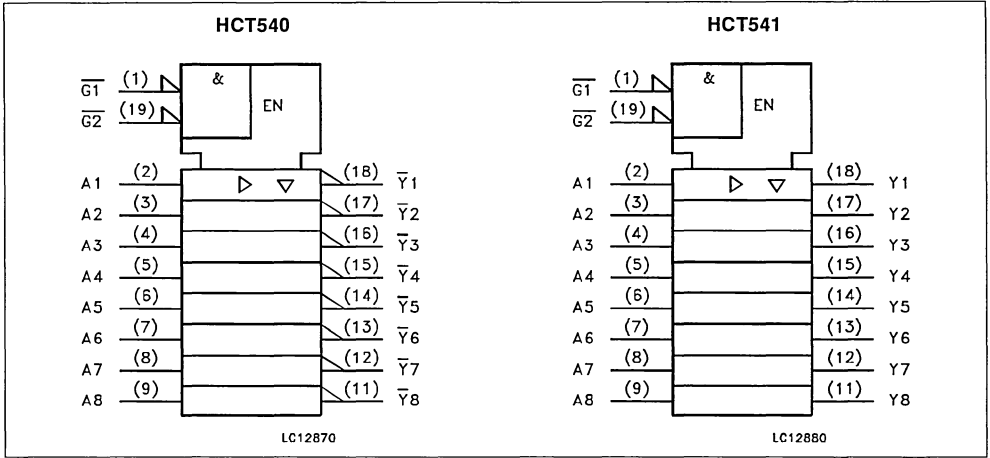 HCT540
G1 (1) &
G2 (19) EN
A1 (2) (18) Y1
A2 (3) (17) Y2
A3 (4) (16) Y3
A4 (5) (15) Y4
A5 (6) (14) Y5
A6 (7) (13) Y6
A7 (8) (12) Y7
A8 (9) (11) Y8
LC12870
HCT541
G1 (1) &
G2 (19) EN
A1 (2) (18) Y1
A2 (3) (17) Y2
A3 (4) (16) Y3
A4 (5) (15) Y4
A5 (6) (14) Y5
A6 (7) (13) Y6
A7 (8) (12) Y7
A8 (9) (11) Y8
LC12880